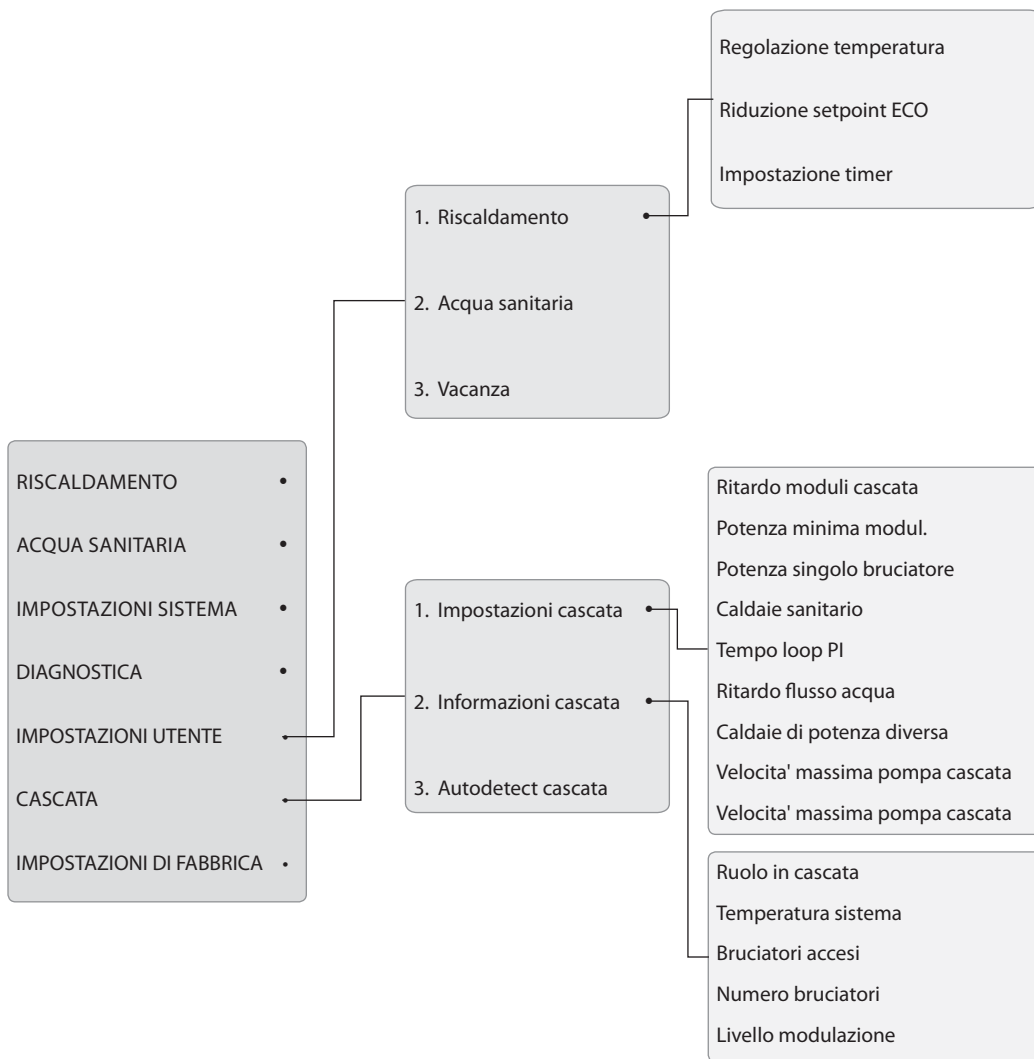 Regolazione temperatura
Riduzione setpoint ECO
Impostazione timer
1. Riscaldamento
2. Acqua sanitaria
3. Vacanza
RISCALDAMENTO
ACQUA SANITARIA
IMPOSTAZIONI SISTEMA
DIAGNOSTICA
IMPOSTAZIONI UTENTE
CASCATA
IMPOSTAZIONI DI FABBRICA
1. Impostazioni cascata
2. Informazioni cascata
3. Autodetect cascata
Ritardo moduli cascata
Potenza minima modul.
Potenza singolo bruciatore
Caldaie sanitario
Tempo loop PI
Ritardo flusso acqua
Caldaie di potenza diversa
Velocita' massima pompa cascata
Velocita' massima pompa cascata
Ruolo in cascata
Temperatura sistema
Bruciatori accesi
Numero bruciatori
Livello modulazione